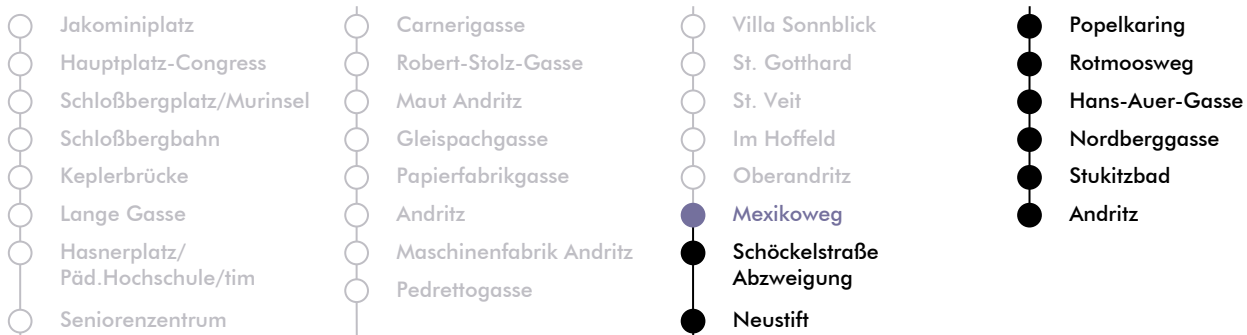 Jakominiplatz
Hauptplatz-Congress
Schloßbergplatz/Murinsel
Schloßbergbahn
Keplerbrücke
Lange Gasse
Hasnerplatz/
Päd.Hochschule/tim
Seniorenzentrum
Carnerigasse
Robert-Stolz-Gasse
Maut Andritz
Gleispachgasse
Papierfabrikgasse
Andritz
Maschinenfabrik Andritz
Pedrettogasse
Villa Sonnblick
St. Gotthard
St. Veit
Im Hoffeld
Oberandritz
Mexikoweg
Schöckelstraße
Abzweigung
Neustift
Popelkaring
Rotmoosweg
Hans-Auer-Gasse
Nordberggasse
Stukitzbad
Andritz